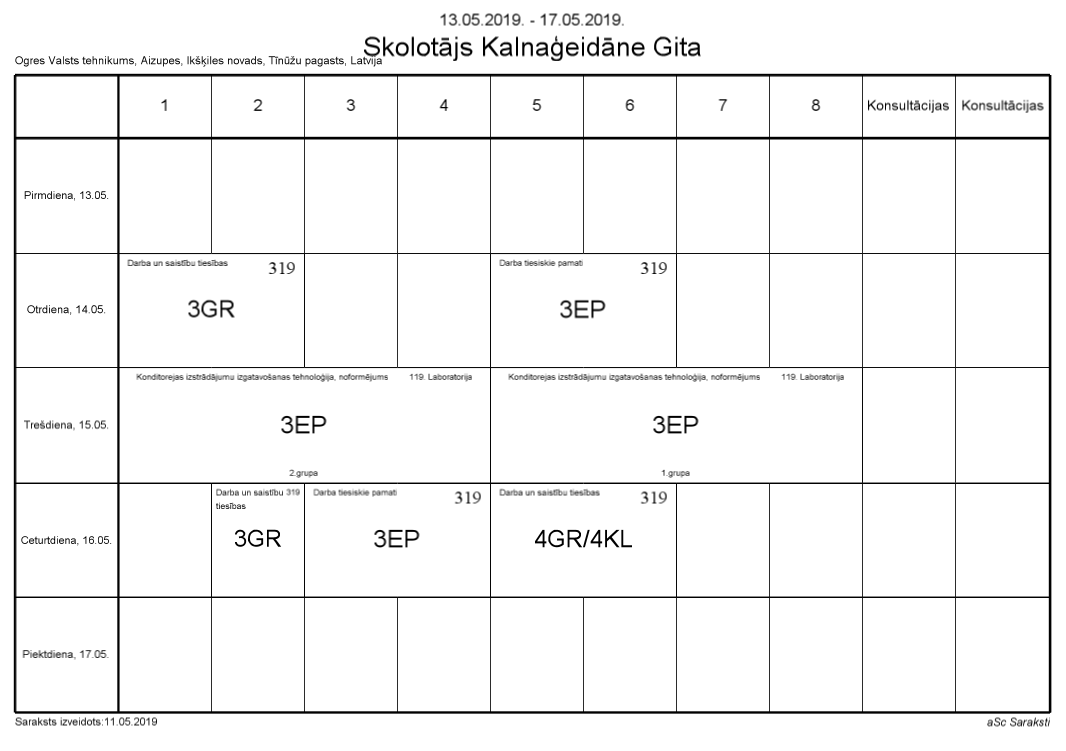 13.05.2019. - 17.05.2019.
Skolotājs Kalnaģeidāne Gita
Ogres Valsts tehnikums, Aizupes, Ikšķiles novads, Tīnūžu pagasts, Latvija
1 2 3 4 5 6 7 8 Konsultācijas Konsultācijas
Pirmdiena, 13.05.
Otrdiena, 14.05.
Darba un saistību tiesības 319
3GR
Darba tiesiskie pamati 319
3EP
Trešdiena, 15.05.
Konditorejas izstrādājumu izgatavošanas tehnoloģija, noformējums 119. Laboratorija
3EP
2.grupa
Konditorejas izstrādājumu izgatavošanas tehnoloģija, noformējums 119. Laboratorija
3EP
1.grupa
Ceturtdiena, 16.05.
Darba un saistību 319
tiesības
3GR
Darba tiesiskie pamati 319
3EP
Darba un saistību tiesības 319
4GR/4KL
Piektdiena, 17.05.
Saraksts izveidots:11.05.2019
aSc Saraksti